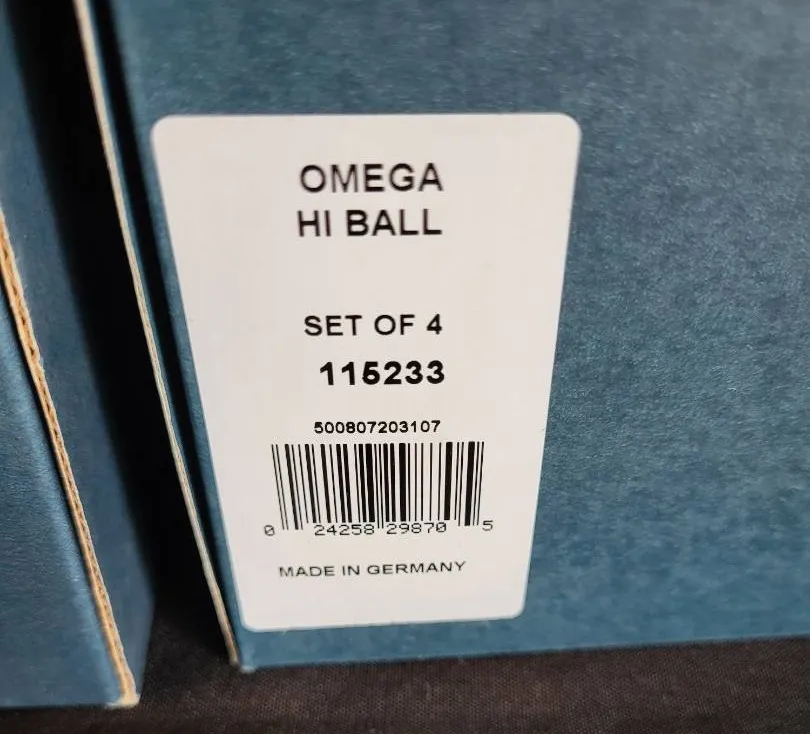 OMEGA
HI BALL
SET OF 4
115233
500807203107
0 24258 29870 5
MADE IN GERMANY